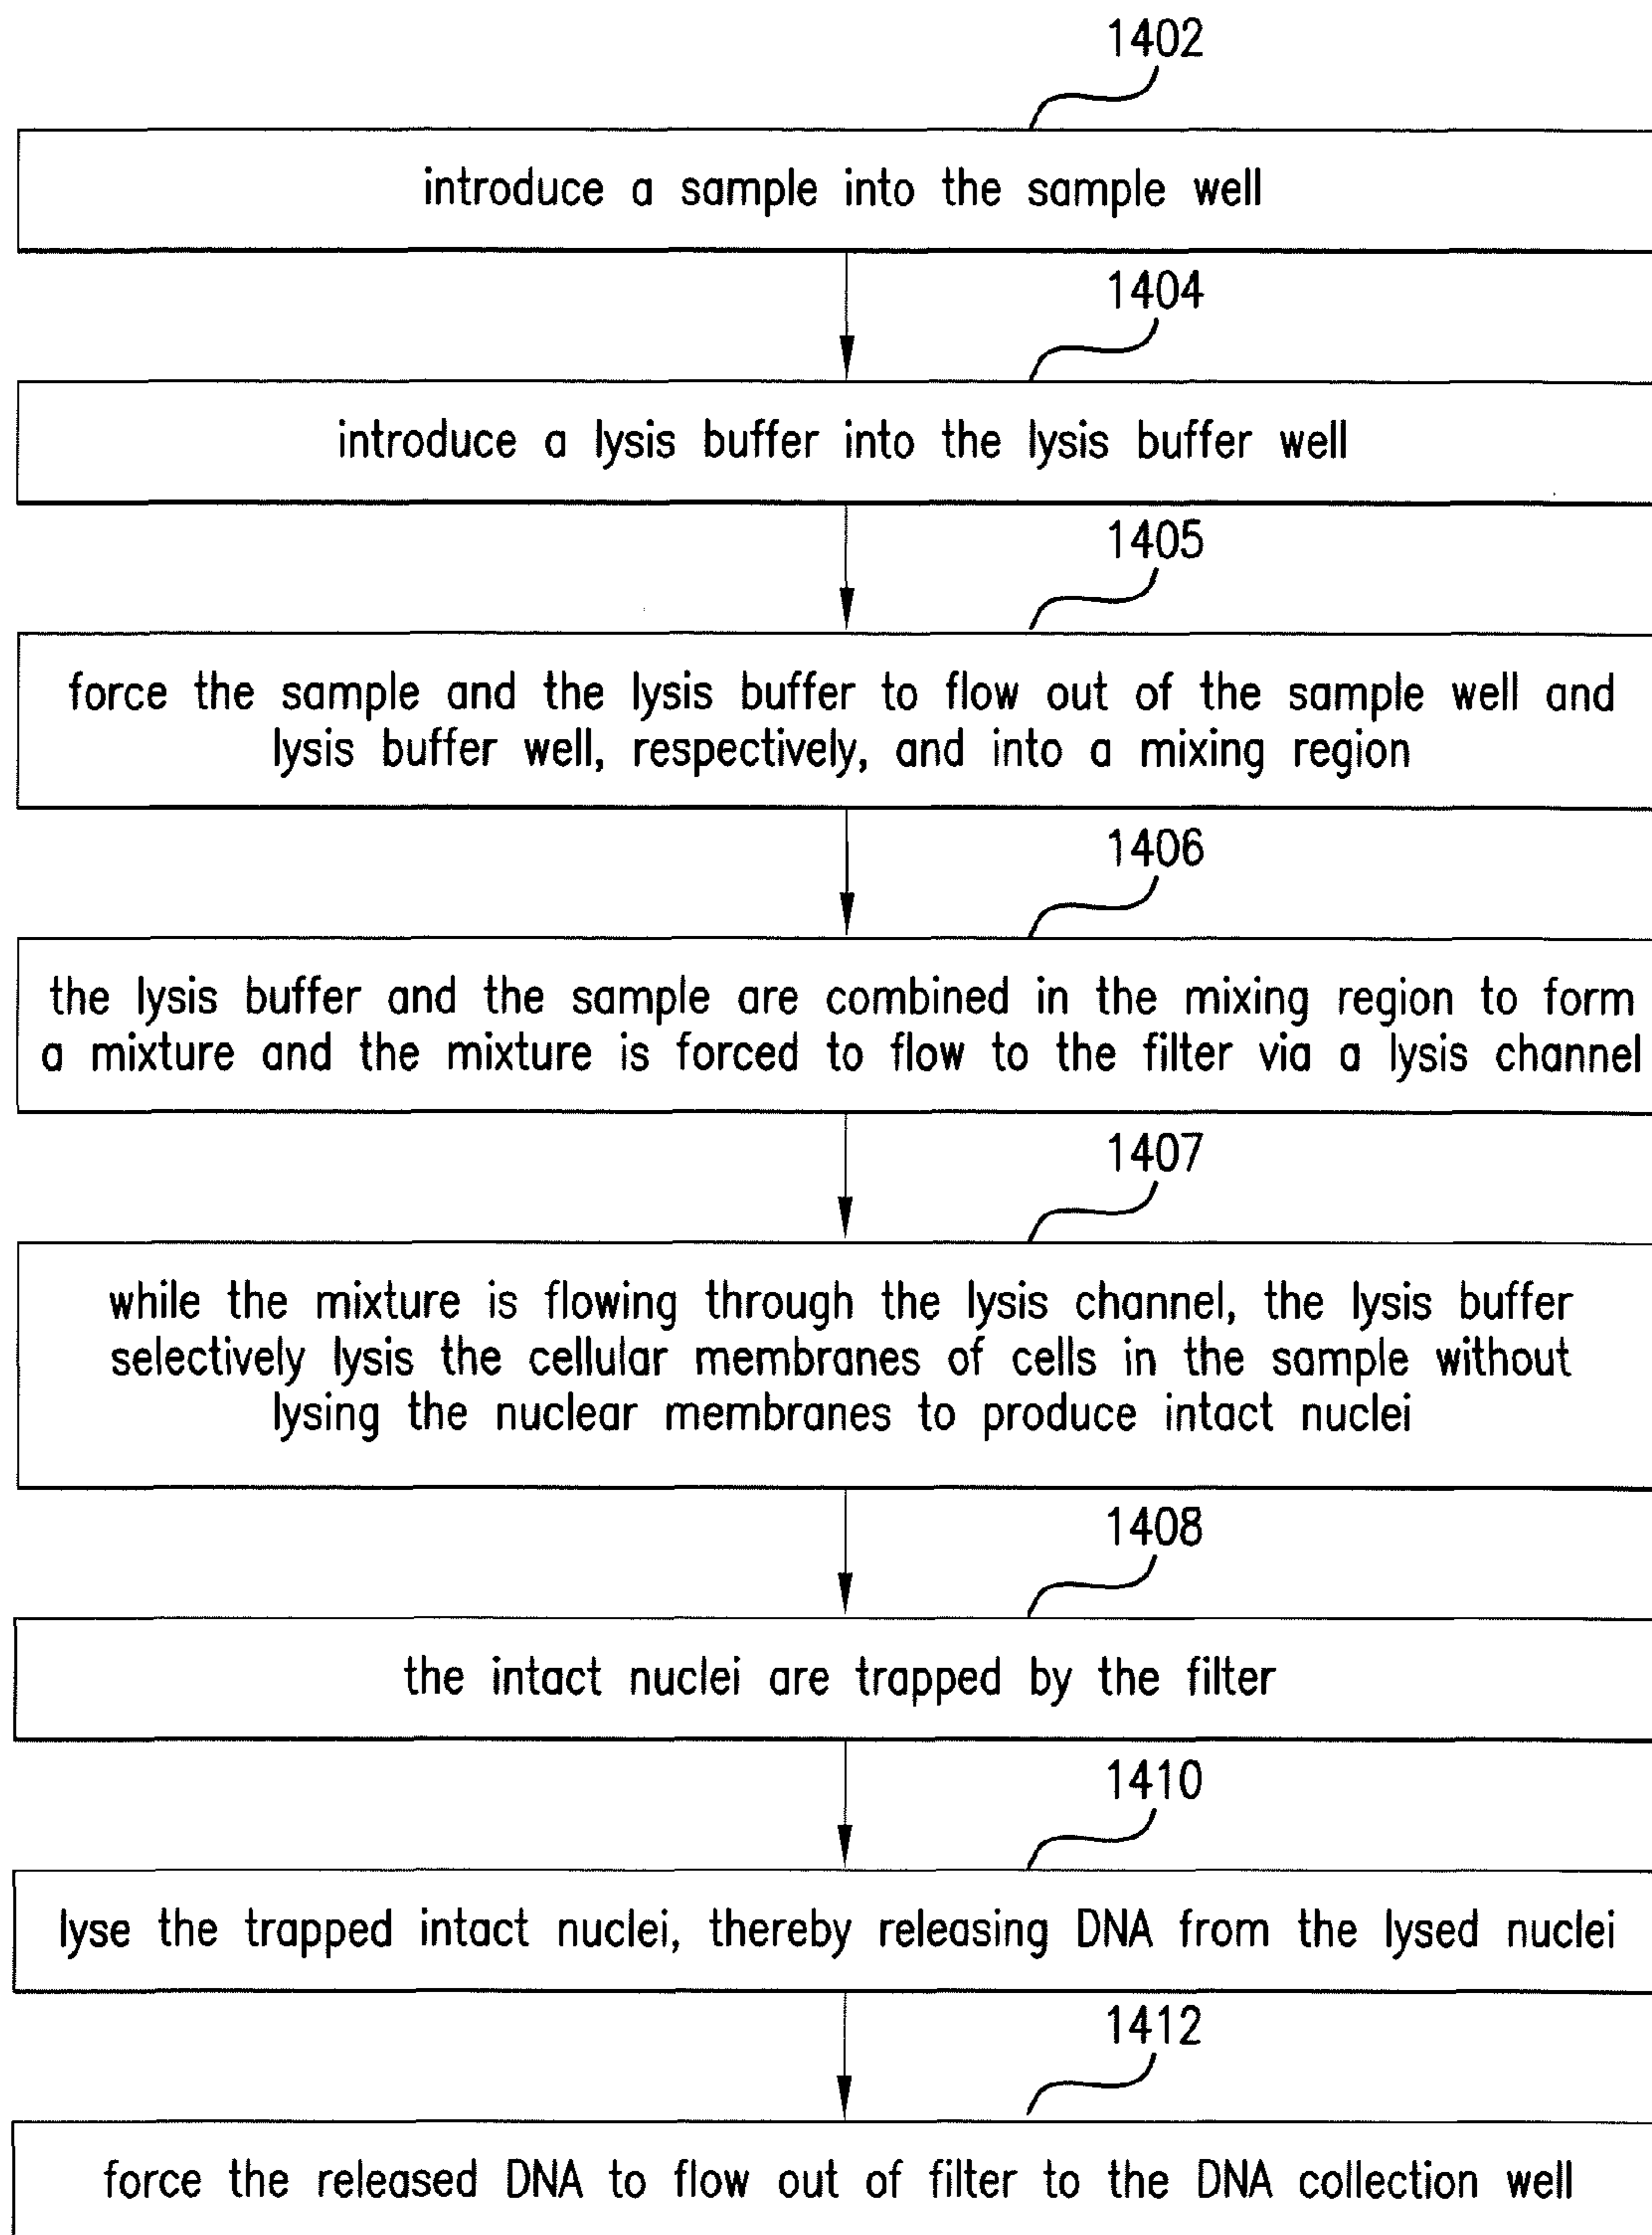 1402
introduce a sample into the sample well
1404
introduce a lysis buffer into the lysis buffer well
1405
force the sample and the lysis buffer to flow out of the sample well and
lysis buffer well, respectively, and into a mixing region
1406
the lysis buffer and the sample are combined in the mixing region to form
a mixture and the mixture is forced to flow to the filter via a lysis channel
1407
while the mixture is flowing through the lysis channel, the lysis buffer
selectively lysis the cellular membranes of cells in the sample without
lysing the nuclear membranes to produce intact nuclei
1408
the intact nuclei are trapped by the filter
1410
lyse the trapped intact nuclei, thereby releasing DNA from the lysed nuclei
1412
force the released DNA to flow out of filter to the DNA collection well